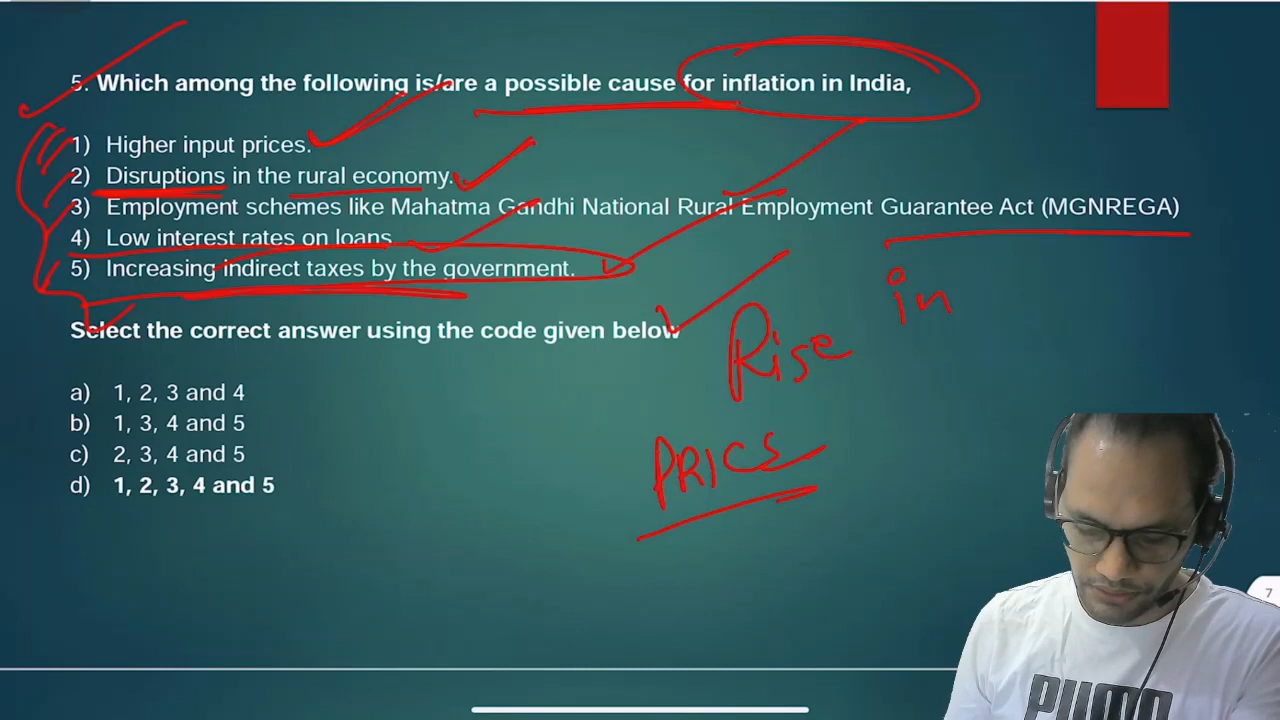 5. Which among the following is/are a possible cause for inflation in India,
1) Higher input prices.
2) Disruptions in the rural economy.
3) Employment schemes like Mahatma Gandhi National Rural Employment Guarantee Act (MGNREGA)
4) Low interest rates on loans
5) Increasing indirect taxes by the government.
Select the correct answer using the code given below
Rise in
PRICS
a) 1, 2, 3 and 4
b) 1, 3, 4 and 5
c) 2, 3, 4 and 5
d) 1, 2, 3, 4 and 5
7
PUMA